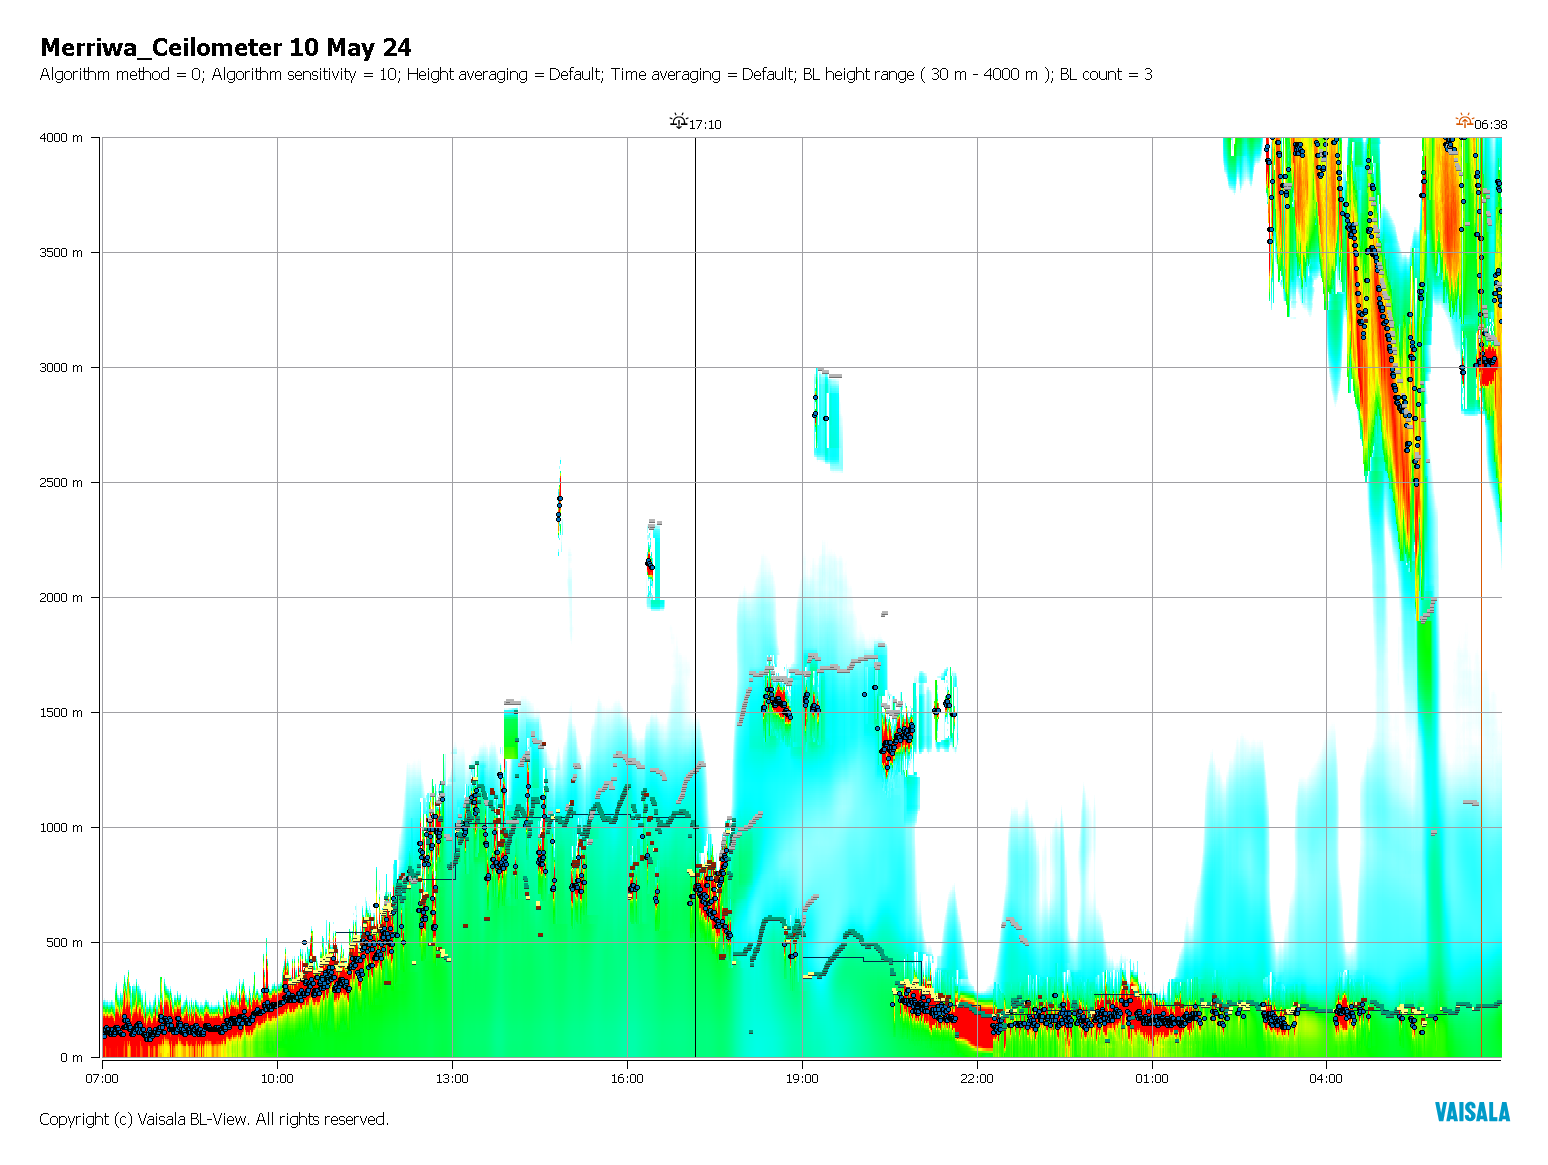 Merriwa_Ceilometer 10 May 24
Algorithm method = 0; Algorithm sensitivity = 10; Height averaging = Default; Time averaging = Default; BL height range ( 30 m - 4000 m ); BL count = 3
17:10
06:38
4000 m
3500 m
3000 m
2500 m
2000 m
1500 m
1000 m
500 m
0 m
07:00 10:00 13:00 16:00 19:00 22:00 01:00 04:00
Copyright (c) Vaisala BL-View. All rights reserved.
VAISALA